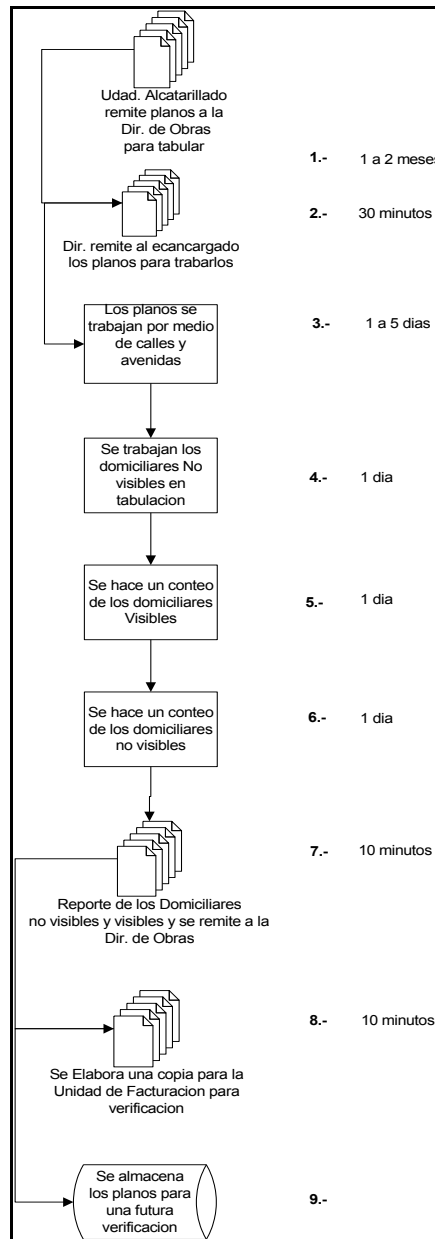 Udad. Alcatarillado
remite planos a la
Dir. de Obras
para tabular
1.- 1 a 2 meses
2.- 30 minutos
Dir. remite al ecancargado
los planos para trabarlos
Los planos se
trabajan por medio
de calles y
avenidas
3.- 1 a 5 dias
Se trabajan los
domiciliares No
visibles en
tabulacion
4.- 1 dia
Se hace un conteo
de los domiciliares
Visibles
5.- 1 dia
Se hace un conteo
de los domiciliares
no visibles
6.- 1 dia
7.- 10 minutos
Reporte de los Domiciliares
no visibles y visibles y se remite a la
Dir. de Obras
8.- 10 minutos
Se Elabora una copia para la
Unidad de Facturacion para
verificacion
Se almacena
los planos para
una futura
verificacion
9.-